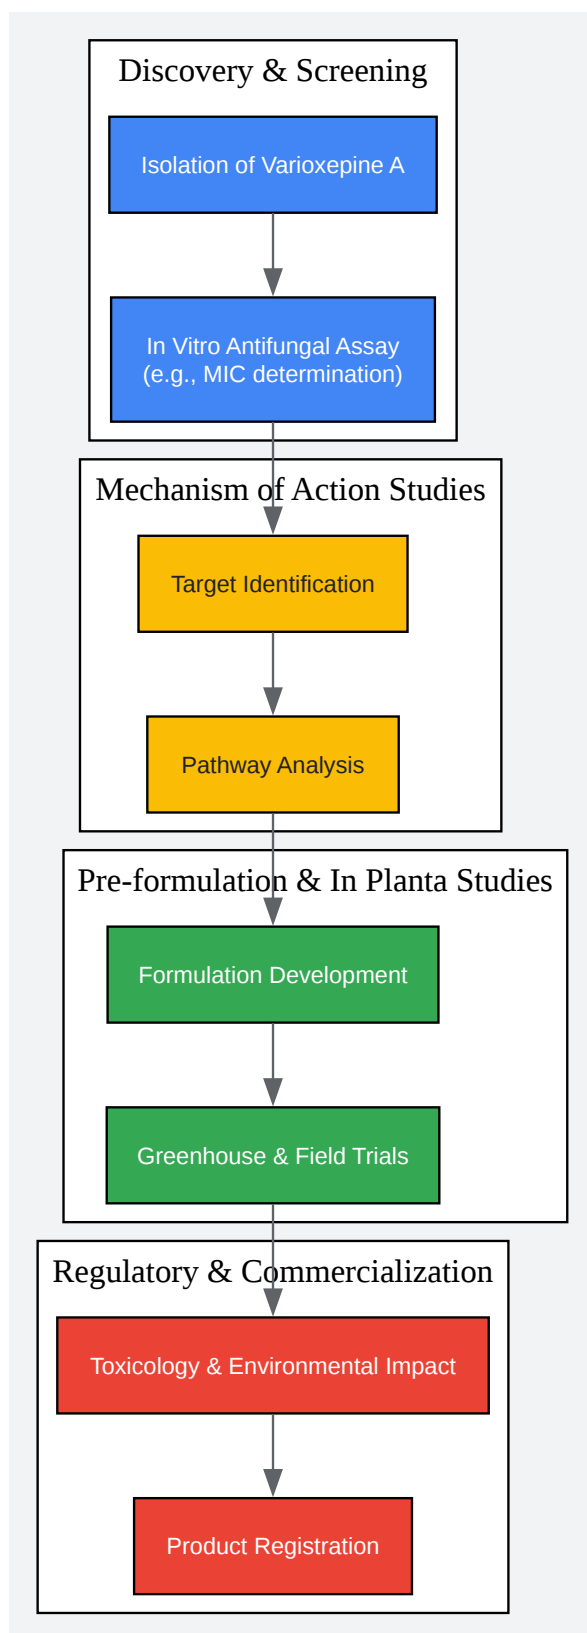 Discovery & Screening
Isolation of Varioxepine A
In Vitro Antifungal Assay
(e.g., MIC determination)
Mechanism of Action Studies
Target Identification
Pathway Analysis
Pre-formulation & In Planta Studies
Formulation Development
Greenhouse & Field Trials
Regulatory & Commercialization
Toxicology & Environmental Impact
Product Registration